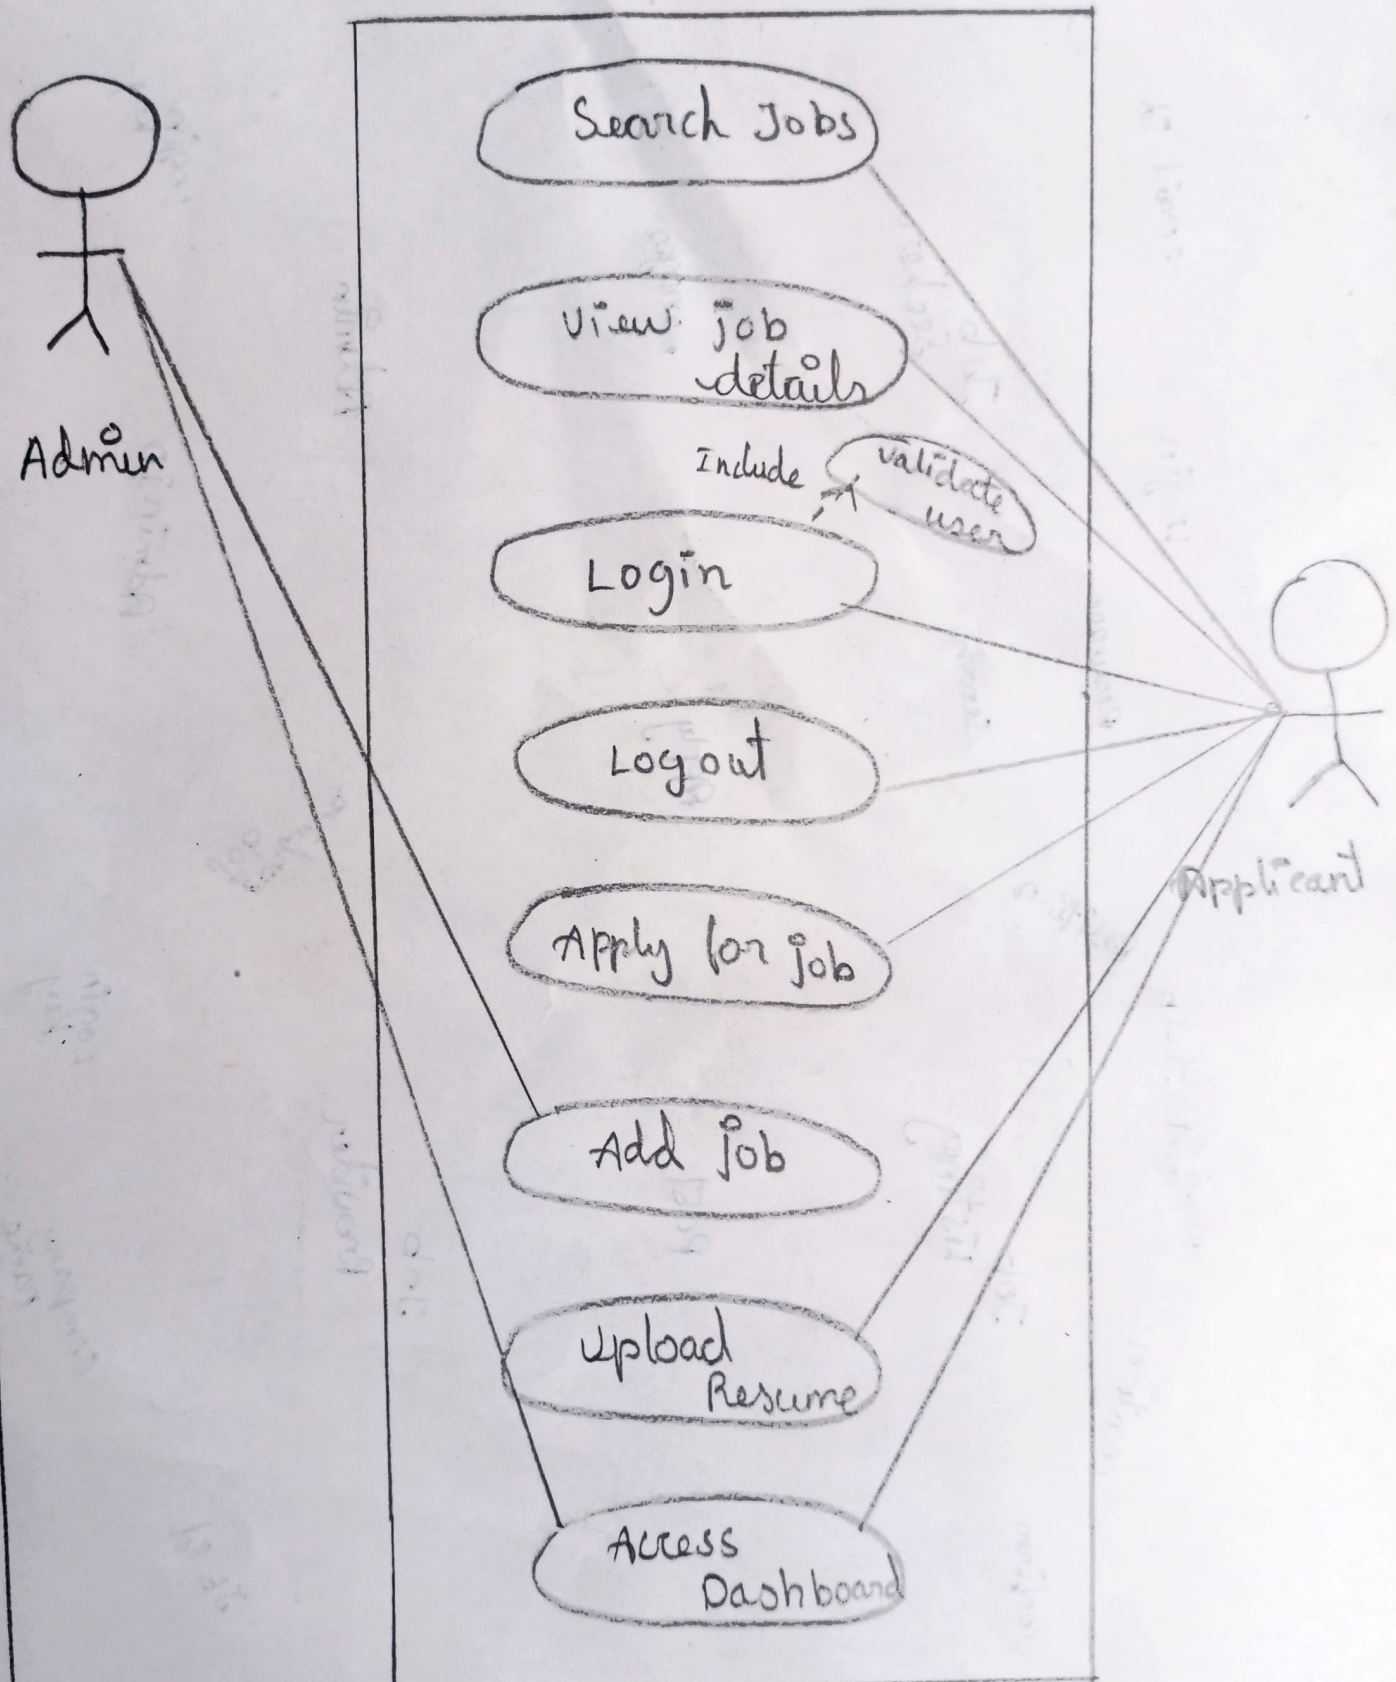 Search Jobs
View job
details
Admin
Include
validate
user
Login
Logout
Applicant
Apply for job
Add job
Upload
Resume
Access
Dashboard